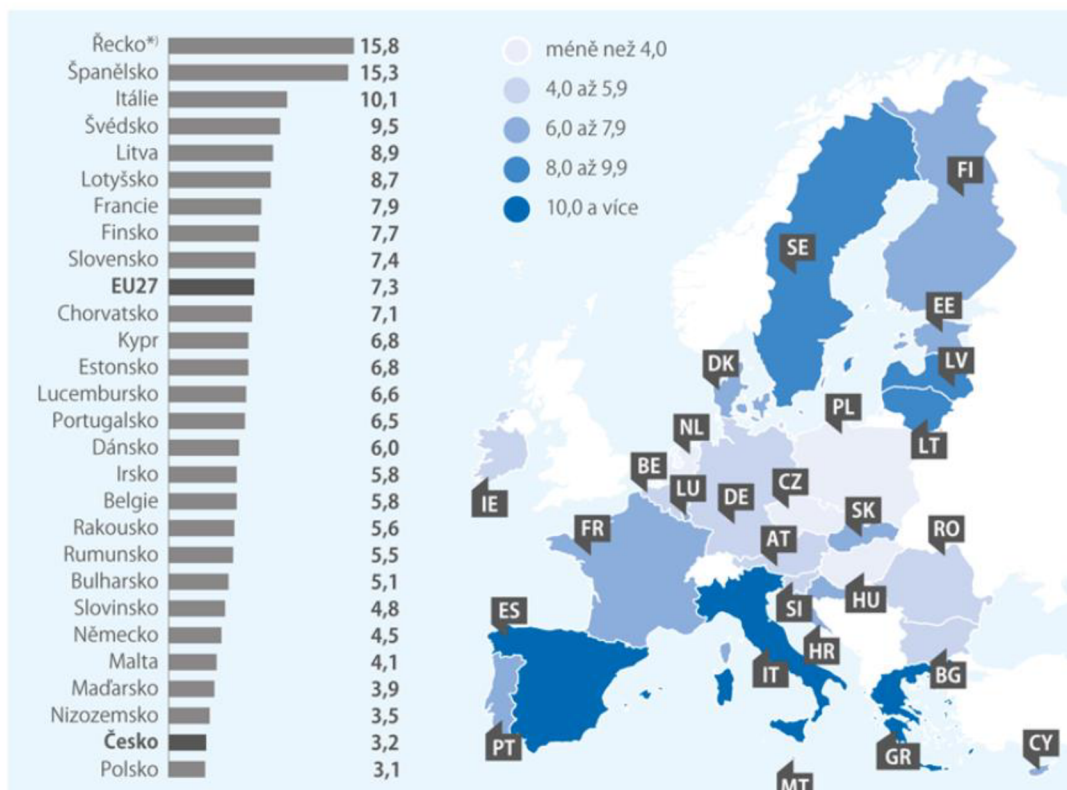 Řecko*) 15,8
Španělsko 15,3
Itálie 10,1
Švédsko 9,5
Litva 8,9
Lotyšsko 8,7
Francie 7,9
Finsko 7,7
Slovensko 7,4
EU27 7,3
Chorvatsko 7,1
Kypr 6,8
Estonsko 6,8
Lucembursko 6,6
Portugalsko 6,5
Dánsko 6,0
Irsko 5,8
Belgie 5,8
Rakousko 5,6
Rumunsko 5,5
Bulharsko 5,1
Slovinsko 4,8
Německo 4,5
Malta 4,1
Maďarsko 3,9
Nizozemsko 3,5
Česko 3,2
Polsko 3,1
méně než 4,0
4,0 až 5,9
6,0 až 7,9
8,0 až 9,9
10,0 a více
FI
SE
EE
LV
DK
PL
LT
NL
BE
LU
DE
CZ
IE
SK
FR
AT
RO
ES
SI
HU
HR
IT
BG
PT
GR
CY
MT